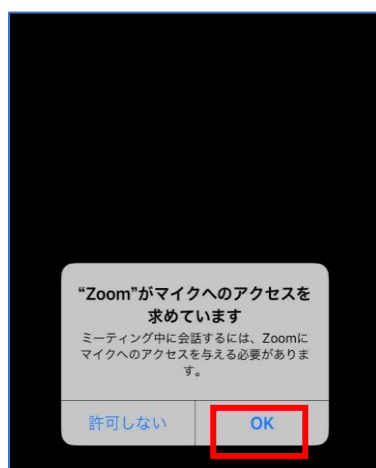 “Zoom”がマイクへのアクセスを
求めています
ミーティング中に会話するには、Zoomに
マイクへのアクセスを与える必要がありま
す。
許可しない
OK